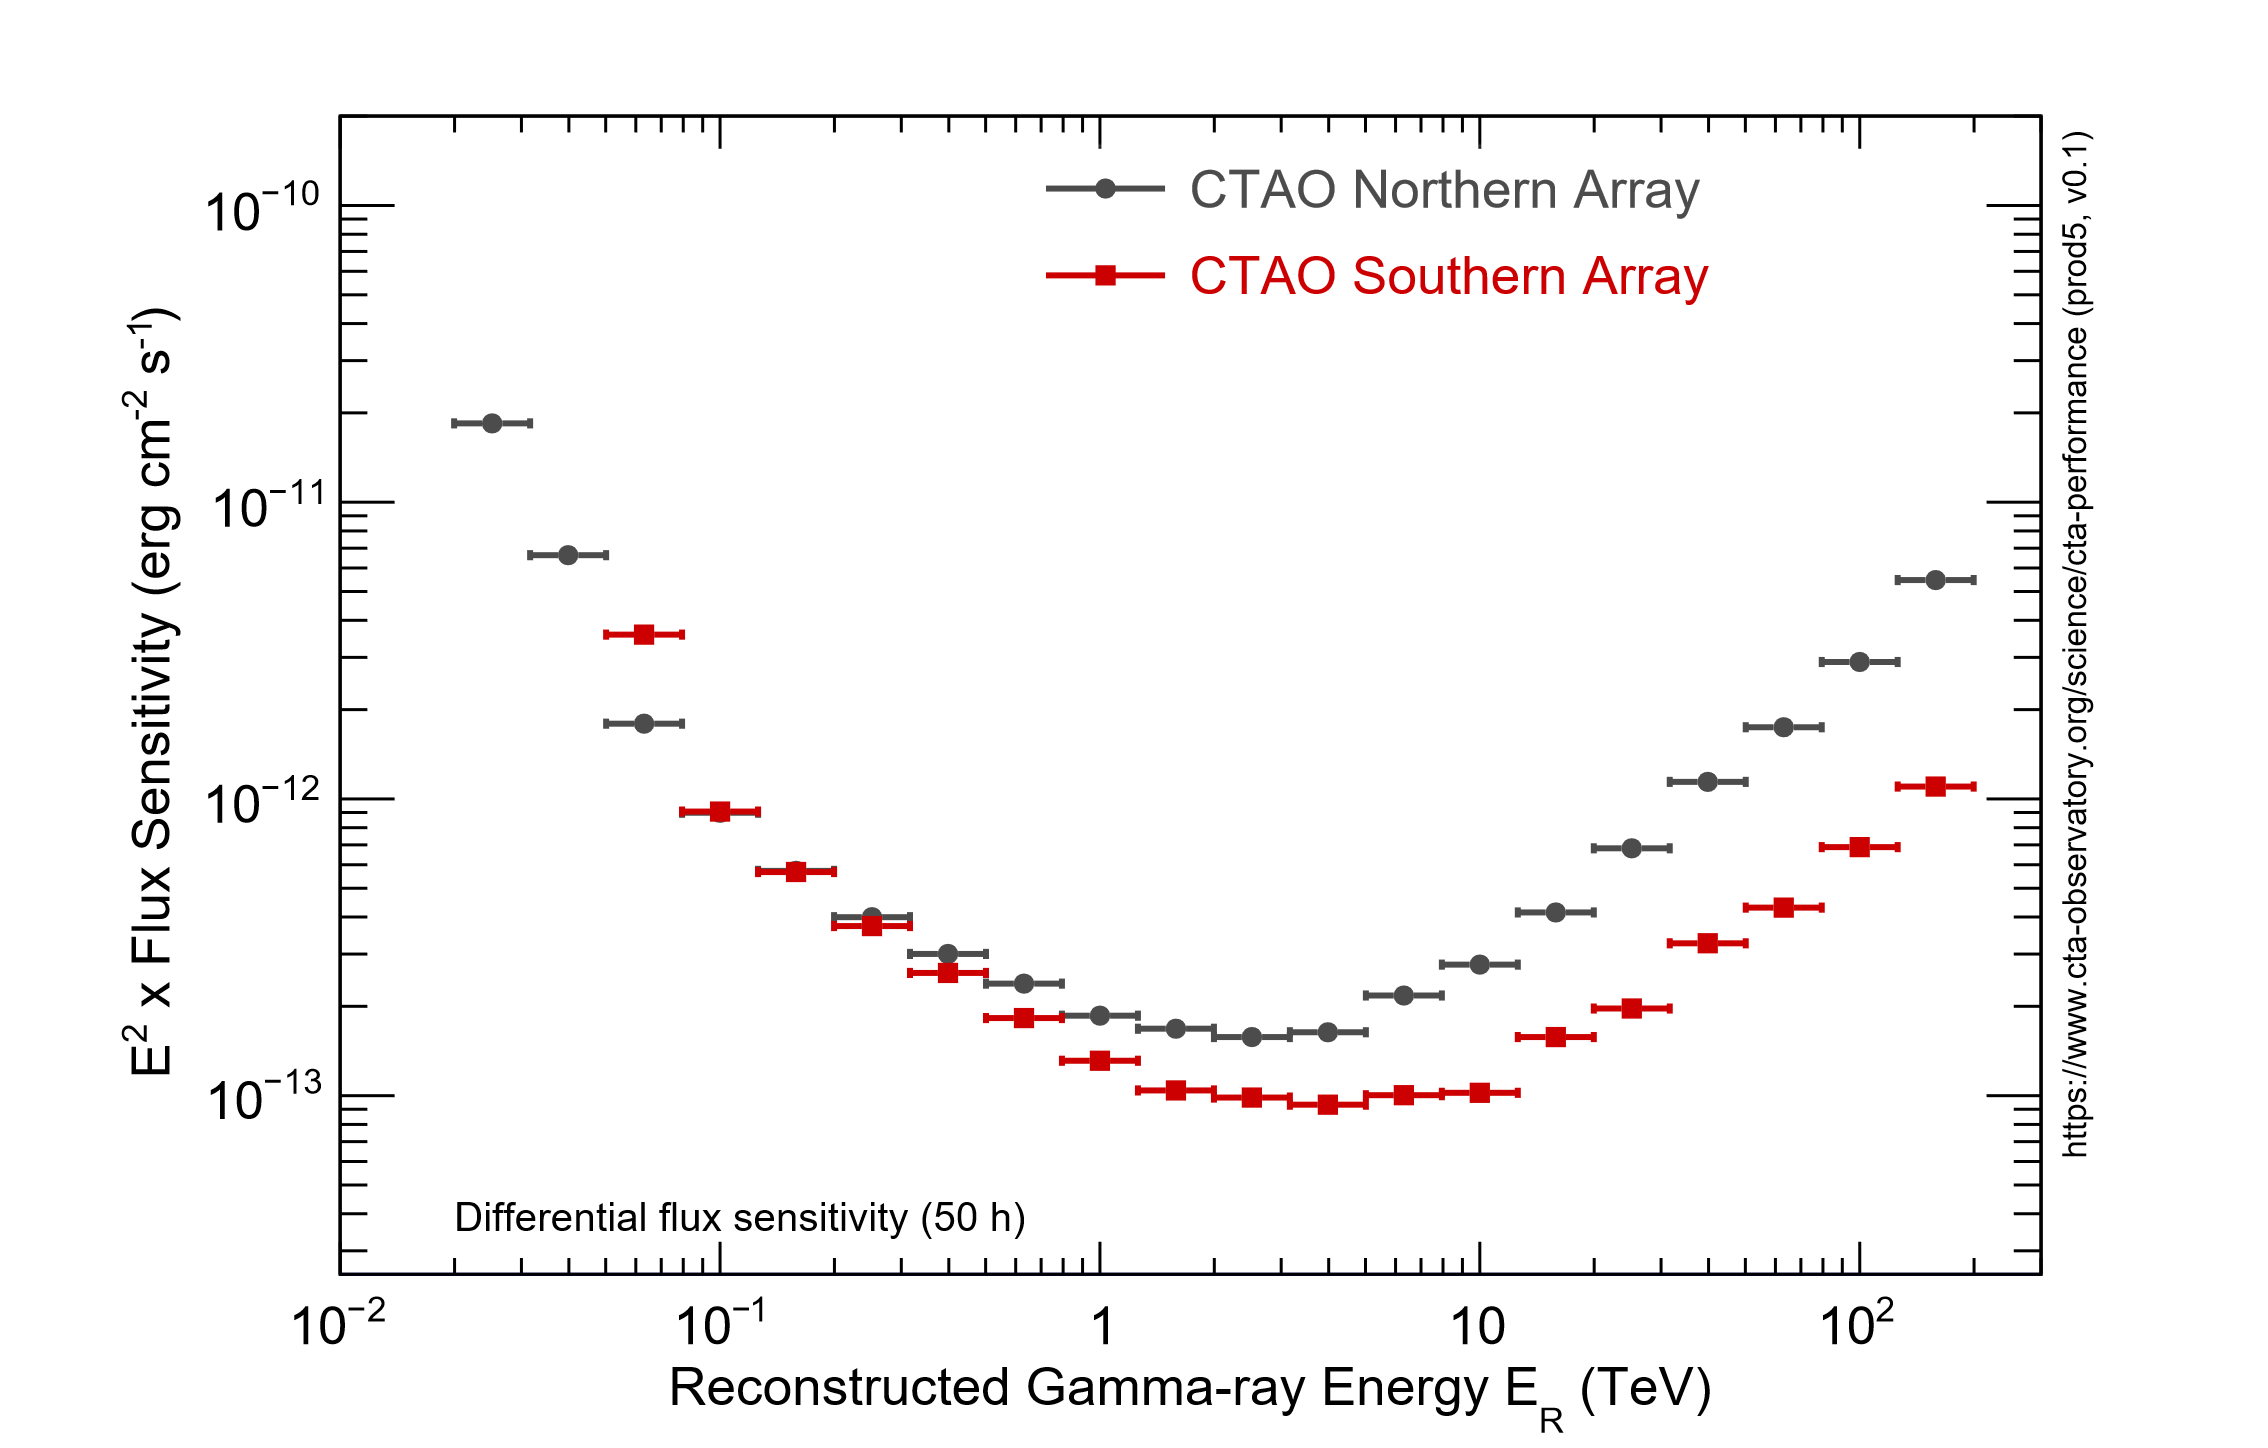 CTAO Northern Array
CTAO Southern Array
10⁻¹⁰
10⁻¹¹
10⁻¹²
10⁻¹³
E² x Flux Sensitivity (erg cm⁻² s⁻¹)
Differential flux sensitivity (50 h)
10⁻² 10⁻¹ 1 10 10²
Reconstructed Gamma-ray Energy E_R (TeV)
https://www.cta-observatory.org/science/cta-performance (prod5, v0.1)